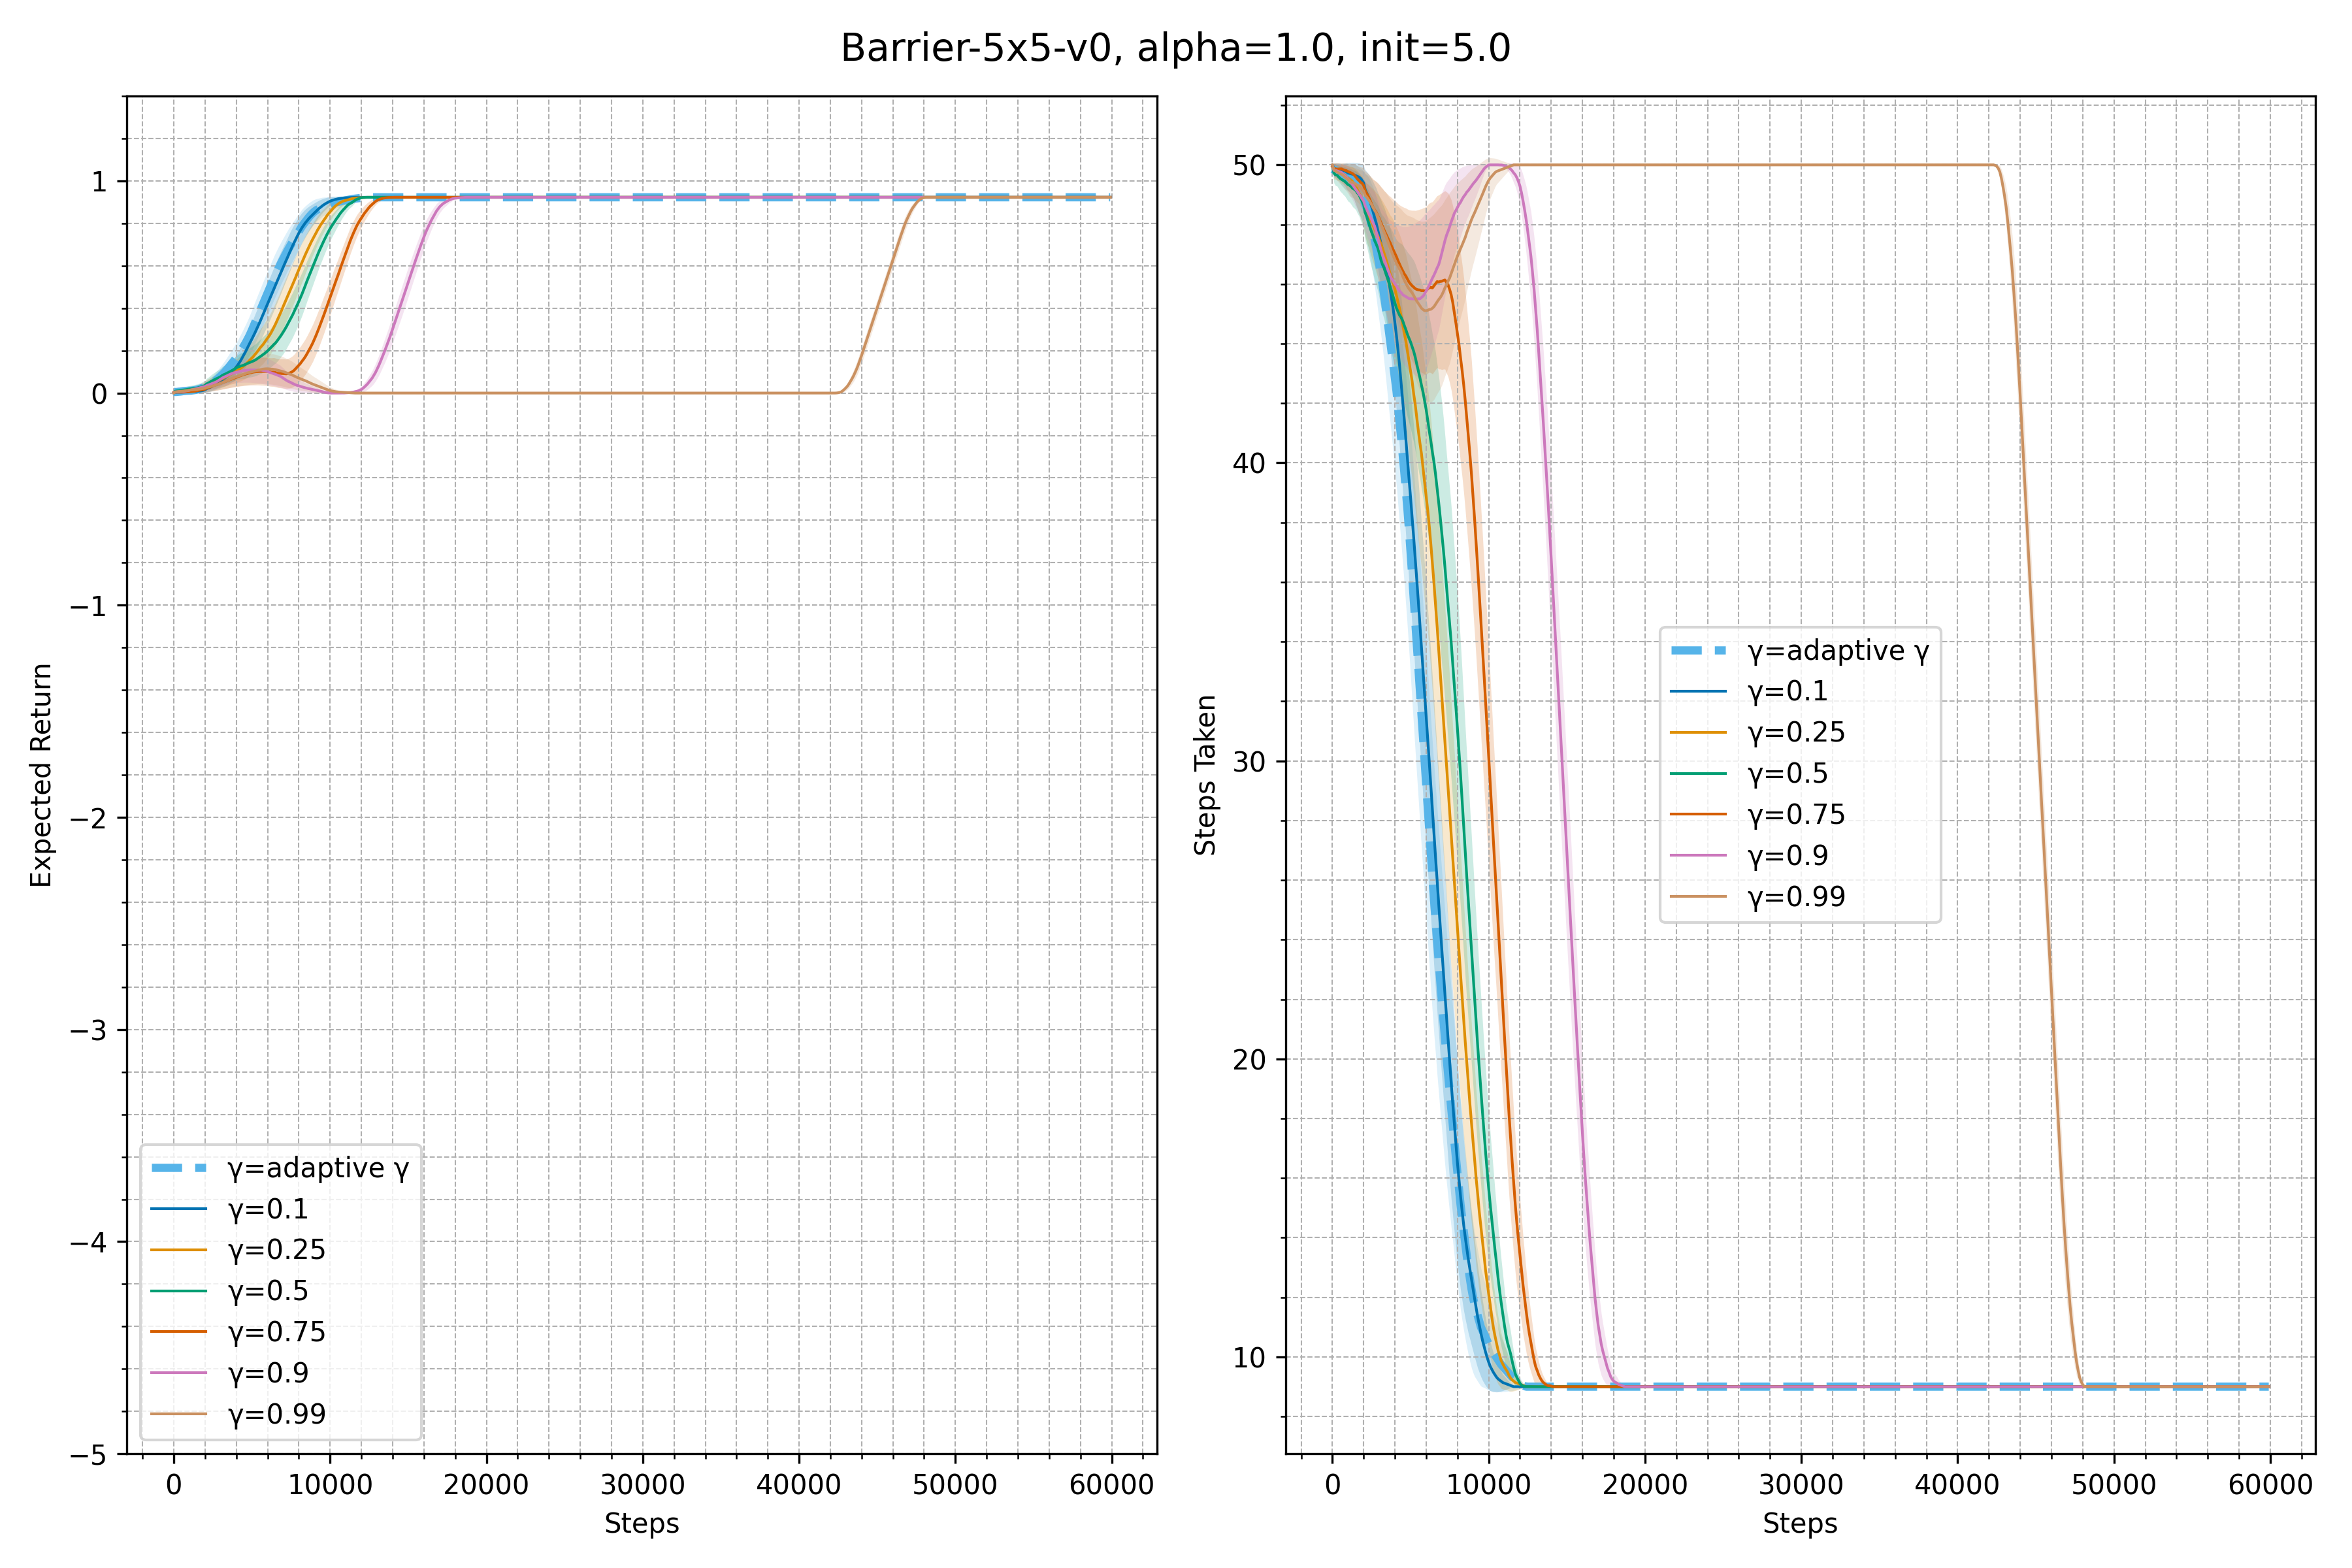 Barrier-5x5-v0, alpha=1.0, init=5.0
Expected Return
1
0
−1
−2
−3
−4
−5
γ=adaptive γ
γ=0.1
γ=0.25
γ=0.5
γ=0.75
γ=0.9
γ=0.99
0 10000 20000 30000 40000 50000 60000
Steps
Steps Taken
50
40
30
20
10
γ=adaptive γ
γ=0.1
γ=0.25
γ=0.5
γ=0.75
γ=0.9
γ=0.99
0 10000 20000 30000 40000 50000 60000
Steps